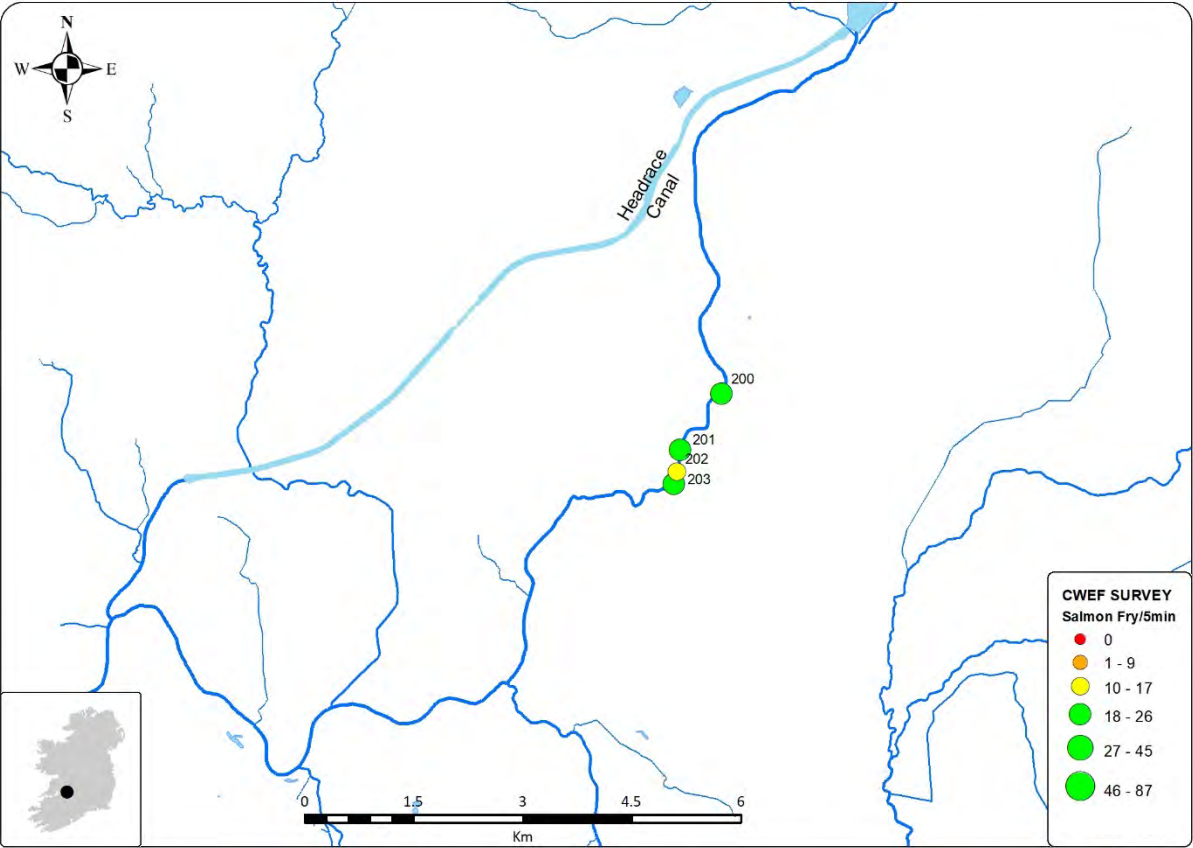 N
W E
S
Headrace
Canal
200
201
202
203
CWEF SURVEY
Salmon Fry/5min
0
1 - 9
10 - 17
18 - 26
27 - 45
46 - 87
0 1.5 3 4.5 6
Km